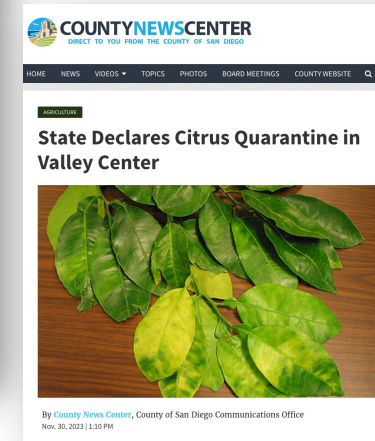 COUNTYNEWSCENTER
DIRECT TO YOU FROM THE COUNTY OF SAN DIEGO
HOME NEWS VIDEOS TOPICS PHOTOS BOARD MEETINGS COUNTY WEBSITE
AGRICULTURE
State Declares Citrus Quarantine in
Valley Center
By County News Center, County of San Diego Communications Office
Nov. 30, 2023 | 1:10 PM